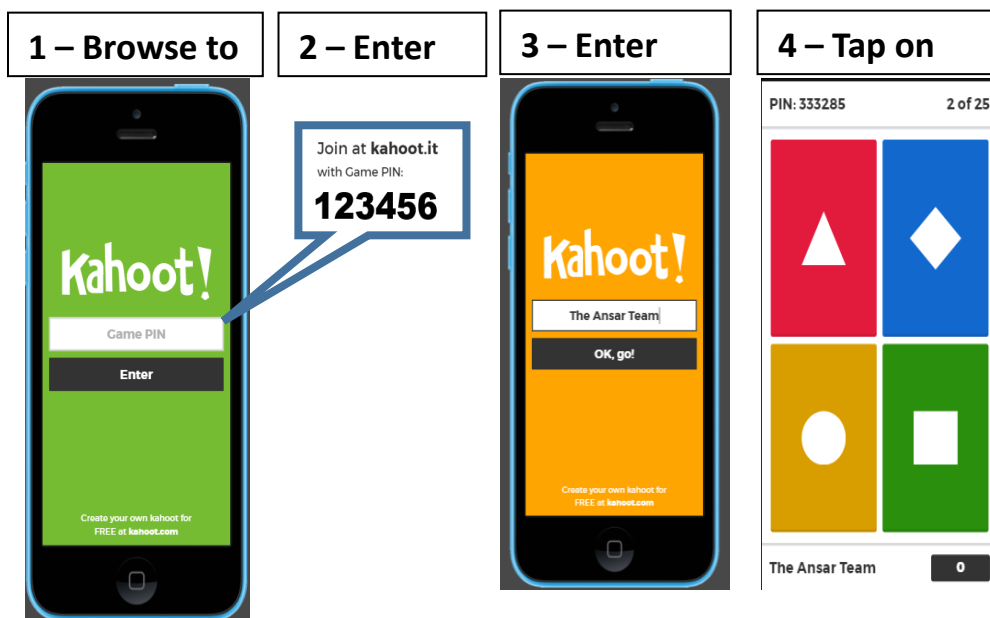 1 – Browse to
2 – Enter
3 – Enter
4 – Tap on
Kahoot!
Game PIN
Enter
Create your own kahoot for
FREE at kahoot.com
Join at kahoot.it
with Game PIN:
123456
Kahoot!
The Ansar Team
OK, go!
Create your own kahoot for
FREE at kahoot.com
PIN: 333285 2 of 25
The Ansar Team 0